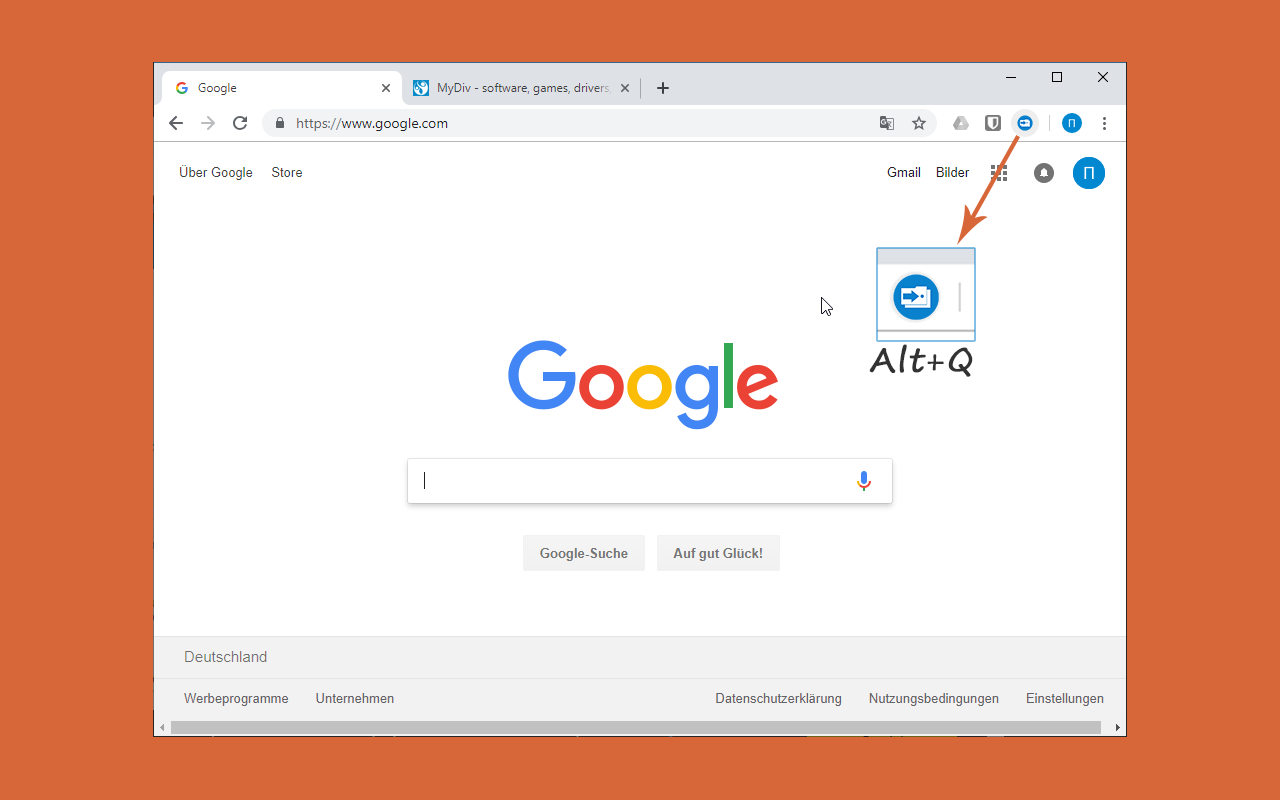 Google
MyDiv - software, games, drivers
https://www.google.com
П
Über Google Store
Gmail Bilder
П
Alt+Q
Google
Google-Suche Auf gut Glück!
Deutschland
Werbeprogramme Unternehmen
Datenschutzerklärung Nutzungsbedingungen Einstellungen